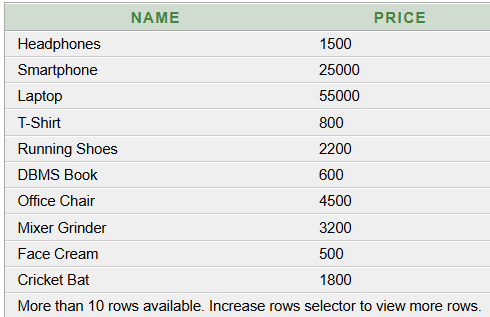 NAME PRICE
Headphones 1500
Smartphone 25000
Laptop 55000
T-Shirt 800
Running Shoes 2200
DBMS Book 600
Office Chair 4500
Mixer Grinder 3200
Face Cream 500
Cricket Bat 1800
More than 10 rows available. Increase rows selector to view more rows.